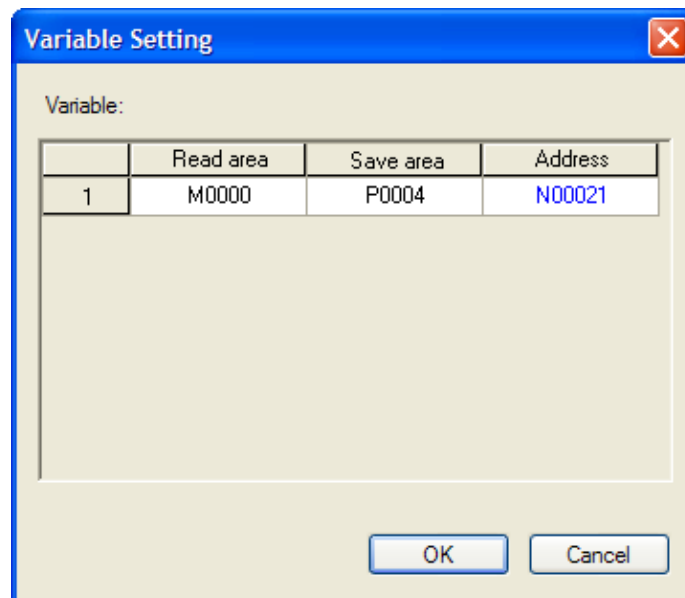 Variable Setting
Variable:
Read area Save area Address
1 M0000 P0004 N00021
OK Cancel